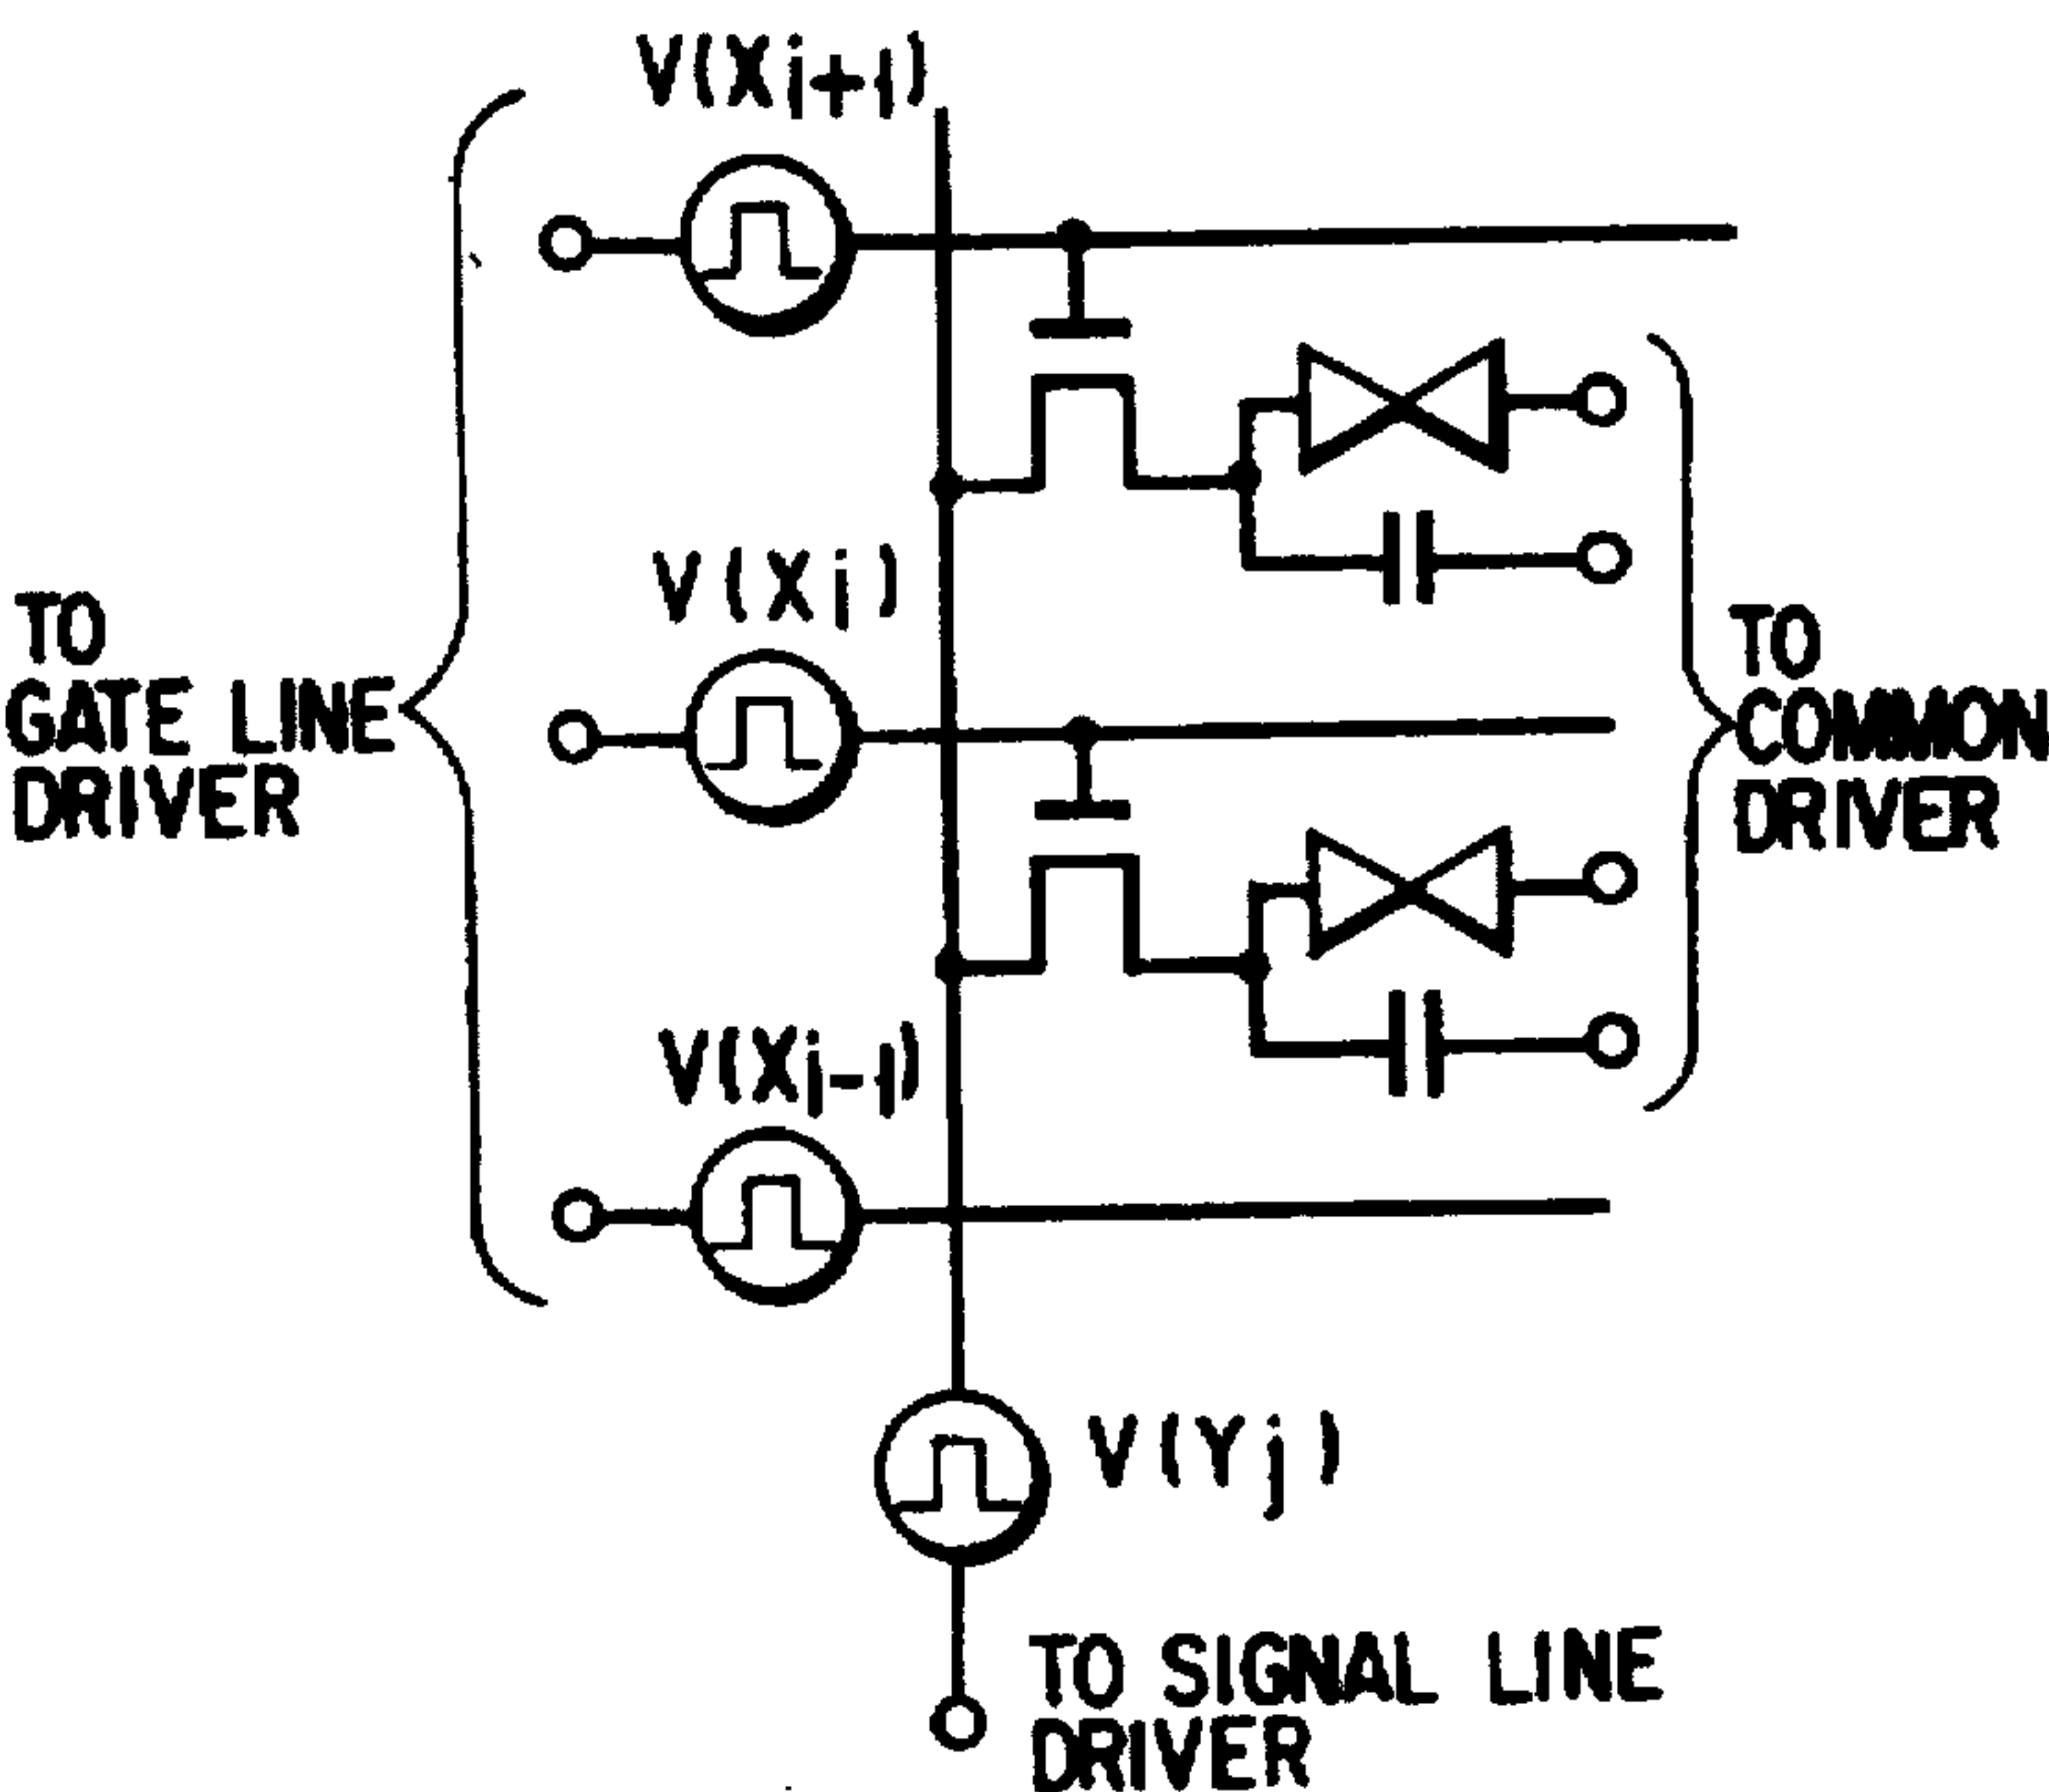 V(Xi+1)
V(Xi)
TO
GATE LINE
DRIVER
TO
COMMON
DRIVER
V(Xi-1)
V(Yj)
TO SIGNAL LINE
DRIVER